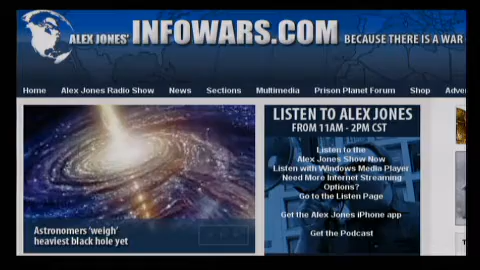 ALEX JONES' INFOWARS.COM BECAUSE THERE IS A WAR
Home Alex Jones Radio Show News Sections Multimedia Prison Planet Forum Shop
LISTEN TO ALEX JONES
FROM 11AM - 2PM CST
Listen to the
Alex Jones Show Now
Listen with Windows Media Player
Need More Internet Streaming
Options?
Go to the Listen Page
Get the Alex Jones iPhone app
Get the Podcast
Astronomers 'weigh'
heaviest black hole yet